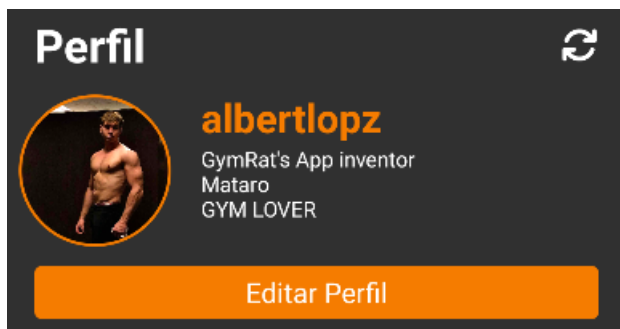 Perfil
albertlopz
GymRat's App inventor
Mataro
GYM LOVER
Editar Perfil